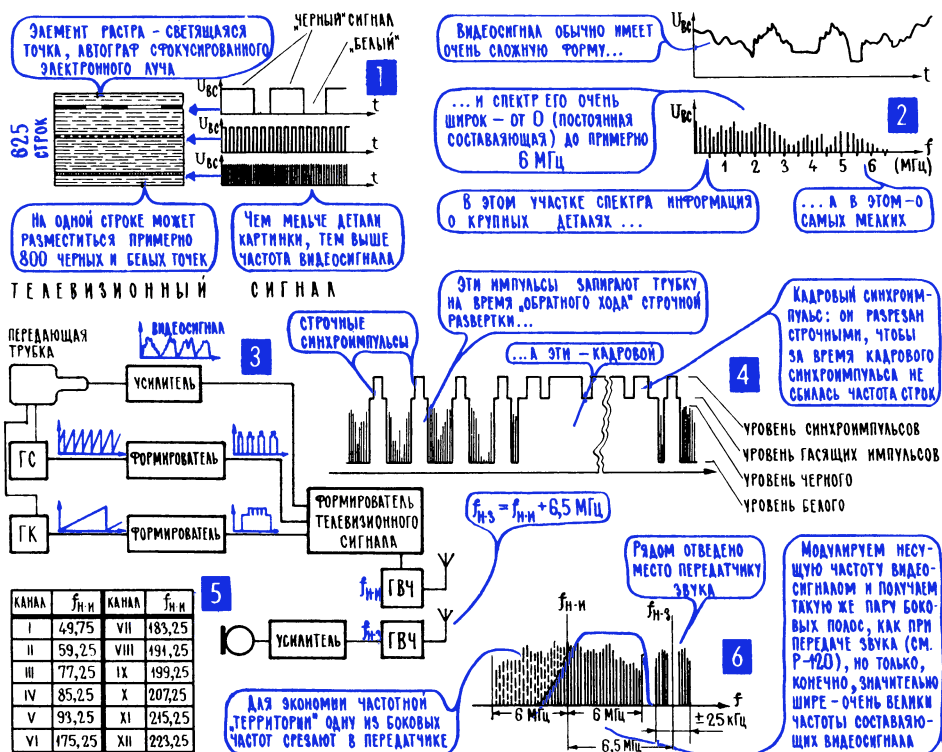 ЭЛЕМЕНТ РАСТРА – СВЕТЯЩАЯСЯ
ТОЧКА, АВТОГРАФ СФОКУСИРОВАННОГО
ЭЛЕКТРОННОГО ЛУЧА
„ЧЕРНЫЙ" СИГНАЛ
„БЕЛЫЙ"
1
625
СТРОК
Uвс
t
Uвс
t
Uвс
t
НА ОДНОЙ СТРОКЕ МОЖЕТ
РАЗМЕСТИТЬСЯ ПРИМЕРНО
800 ЧЕРНЫХ И БЕЛЫХ ТОЧЕК
ЧЕМ МЕЛЬЧЕ ДЕТАЛИ
КАРТИНКИ, ТЕМ ВЫШЕ
ЧАСТОТА ВИДЕОСИГНАЛА
ВИДЕОСИГНАЛ ОБЫЧНО ИМЕЕТ
ОЧЕНЬ СЛОЖНУЮ ФОРМУ...
Uвс
t
...И СПЕКТР ЕГО ОЧЕНЬ
ШИРОК – ОТ 0 (ПОСТОЯННАЯ
СОСТАВЛЯЮЩАЯ) ДО ПРИМЕРНО
6 МГЦ
Uвс
2
f
1 2 3 4 5 6 (МГЦ)
В ЭТОМ УЧАСТКЕ СПЕКТРА ИНФОРМАЦИЯ
О КРУПНЫХ ДЕТАЛЯХ ...
...А В ЭТОМ – О
САМЫХ МЕЛКИХ
ТЕЛЕВИЗИОННЫЙ СИГНАЛ
ПЕРЕДАЮЩАЯ
ТРУБКА
ВИДЕОСИГНАЛ
3
УСИЛИТЕЛЬ
ГС
ФОРМИРОВАТЕЛЬ
ГК
ФОРМИРОВАТЕЛЬ
ФОРМИРОВАТЕЛЬ
ТЕЛЕВИЗИОННОГО
СИГНАЛА
fн-и
ГВЧ
УСИЛИТЕЛЬ
fн-з
ГВЧ
fн-з = fн-и + 6,5 МГЦ
СТРОЧНЫЕ
СИНХРОИМПУЛЬСЫ
ЭТИ ИМПУЛЬСЫ ЗАПИРАЮТ ТРУБКУ
НА ВРЕМЯ „ОБРАТНОГО ХОДА" СТРОЧНОЙ
РАЗВЕРТКИ...
...А ЭТИ – КАДРОВОЙ
КАДРОВЫЙ СИНХРОИМ-
ПУЛЬС: ОН РАЗРЕЗАН
СТРОЧНЫМИ, ЧТОБЫ
ЗА ВРЕМЯ КАДРОВОГО
СИНХРОИМПУЛЬСА НЕ
СБИЛАСЬ ЧАСТОТА СТРОК
4
УРОВЕНЬ СИНХРОИМПУЛЬСОВ
УРОВЕНЬ ГАСЯЩИХ ИМПУЛЬСОВ
УРОВЕНЬ ЧЕРНОГО
УРОВЕНЬ БЕЛОГО
5
КАНАЛ fн-и КАНАЛ fн-и
I 49,75 VII 183,25
II 59,25 VIII 191,25
III 77,25 IX 199,25
IV 85,25 X 207,25
V 93,25 XI 215,25
VI 175,25 XII 223,25
ДЛЯ ЭКОНОМИИ ЧАСТОТНОЙ
„ТЕРРИТОРИИ" ОДНУ ИЗ БОКОВЫХ
ЧАСТОТ СРЕЗАЮТ В ПЕРЕДАТЧИКЕ
РЯДОМ ОТВЕДЕНО
МЕСТО ПЕРЕДАТЧИКУ
ЗВУКА
fн-и
fн-з
6
f
6 МГЦ
6 МГЦ
± 25 КГЦ
6,5 МГЦ
МОДУЛИРУЕМ НЕСУ-
ЩУЮ ЧАСТОТУ ВИДЕО-
СИГНАЛОМ И ПОЛУЧАЕМ
ТАКУЮ ЖЕ ПАРУ БОКО-
ВЫХ ПОЛОС, КАК ПРИ
ПЕРЕДАЧЕ ЗВУКА (СМ.
Р-120), НО ТОЛЬКО,
КОНЕЧНО, ЗНАЧИТЕЛЬНО
ШИРЕ – ОЧЕНЬ ВЕЛИКИ
ЧАСТОТЫ СОСТАВЛЯЮ-
ЩИХ ВИДЕОСИГНАЛА